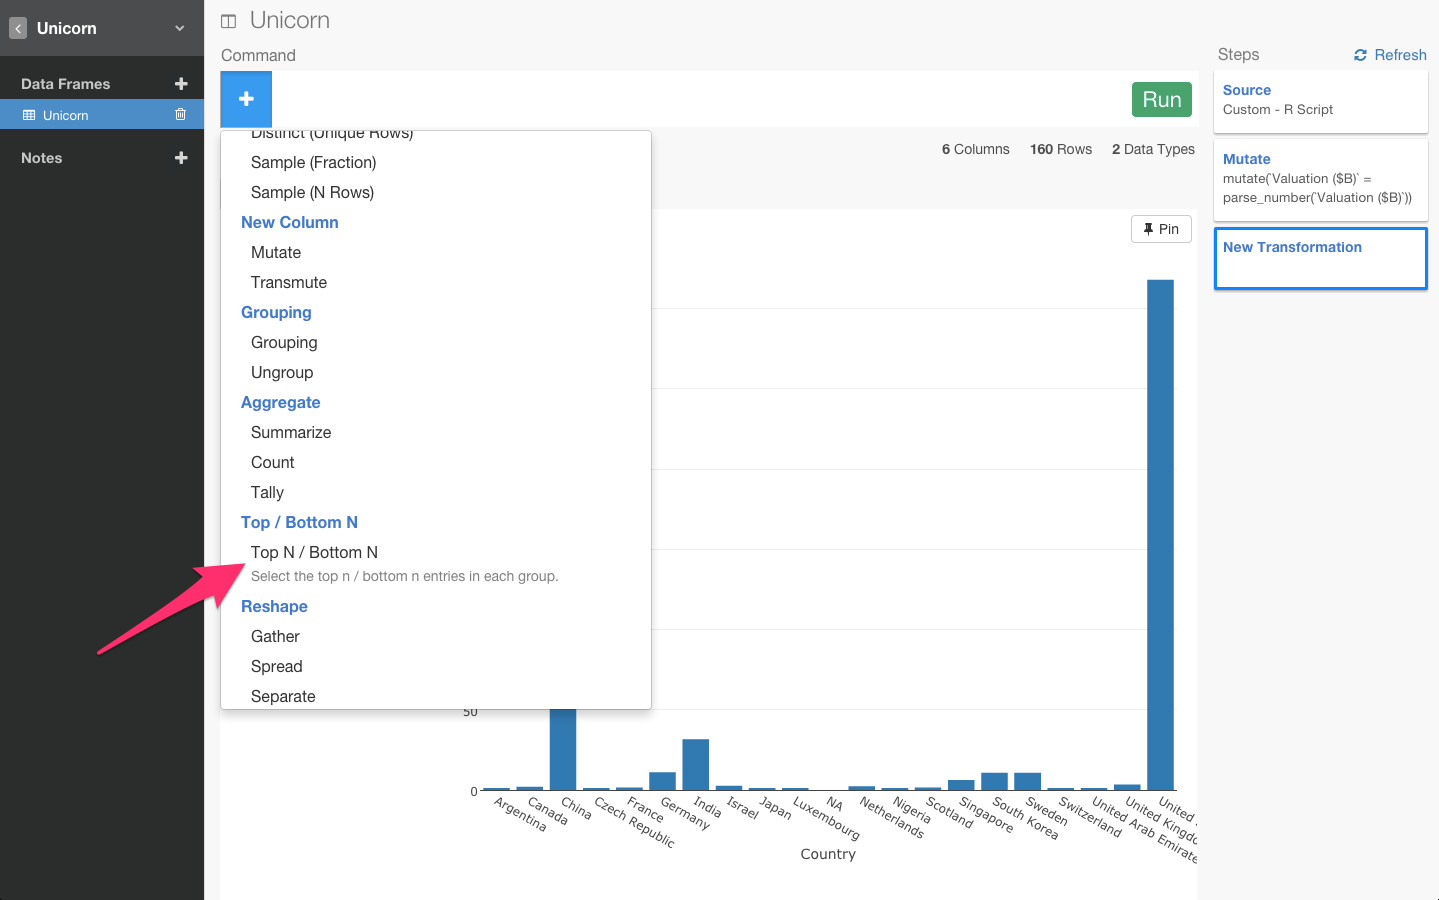 Unicorn
Data Frames
Unicorn
Notes
Unicorn
Command
Run
6 Columns 160 Rows 2 Data Types
Distinct (Unique Rows)
Sample (Fraction)
Sample (N Rows)
New Column
Mutate
Transmute
Grouping
Grouping
Ungroup
Aggregate
Summarize
Count
Tally
Top / Bottom N
Top N / Bottom N
Select the top n / bottom n entries in each group.
Reshape
Gather
Spread
Separate
Pin
50
0
Argentina
Canada
China
Czech Republic
France
Germany
India
Israel
Japan
Luxembourg
NA
Netherlands
Nigeria
Scotland
Singapore
South Korea
Sweden
Switzerland
United Arab Emirate
United Kingdo
United
Country
Steps
Refresh
Source
Custom - R Script
Mutate
mutate(`Valuation ($B)` =
parse_number(`Valuation ($B)`))
New Transformation